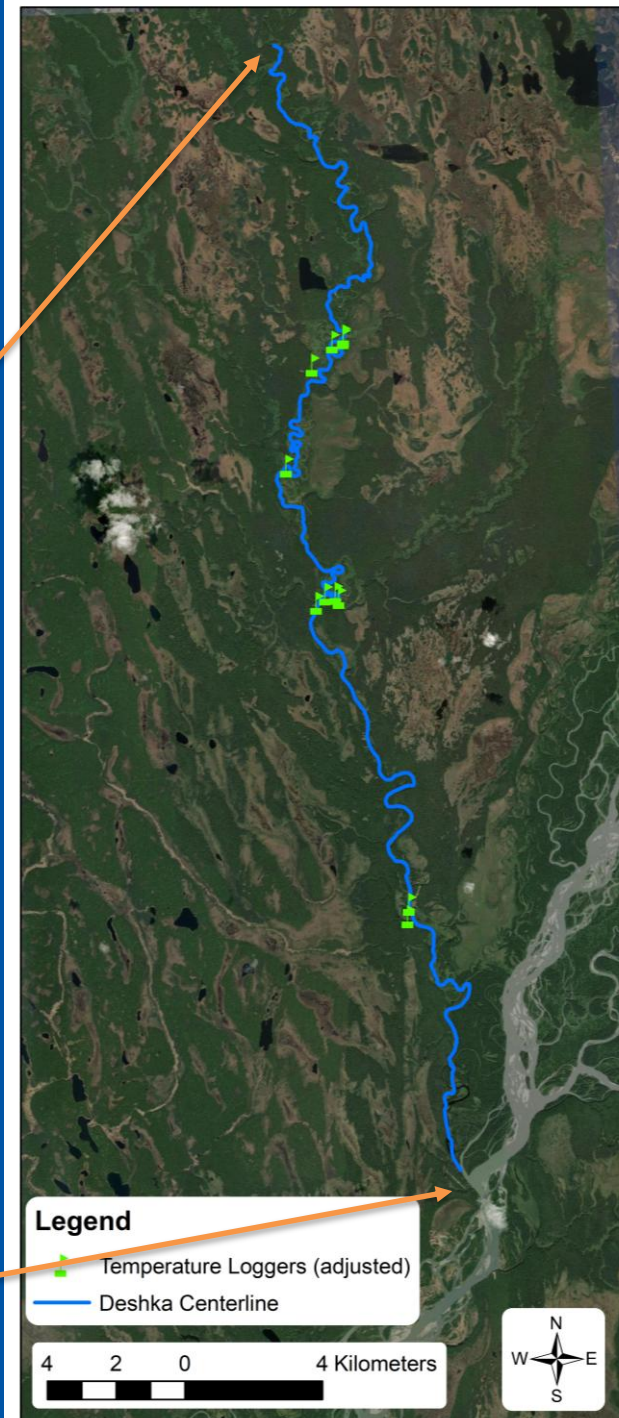 Legend
Temperature Loggers (adjusted)
Deshka Centerline
4 2 0 4 Kilometers
N
W E
S